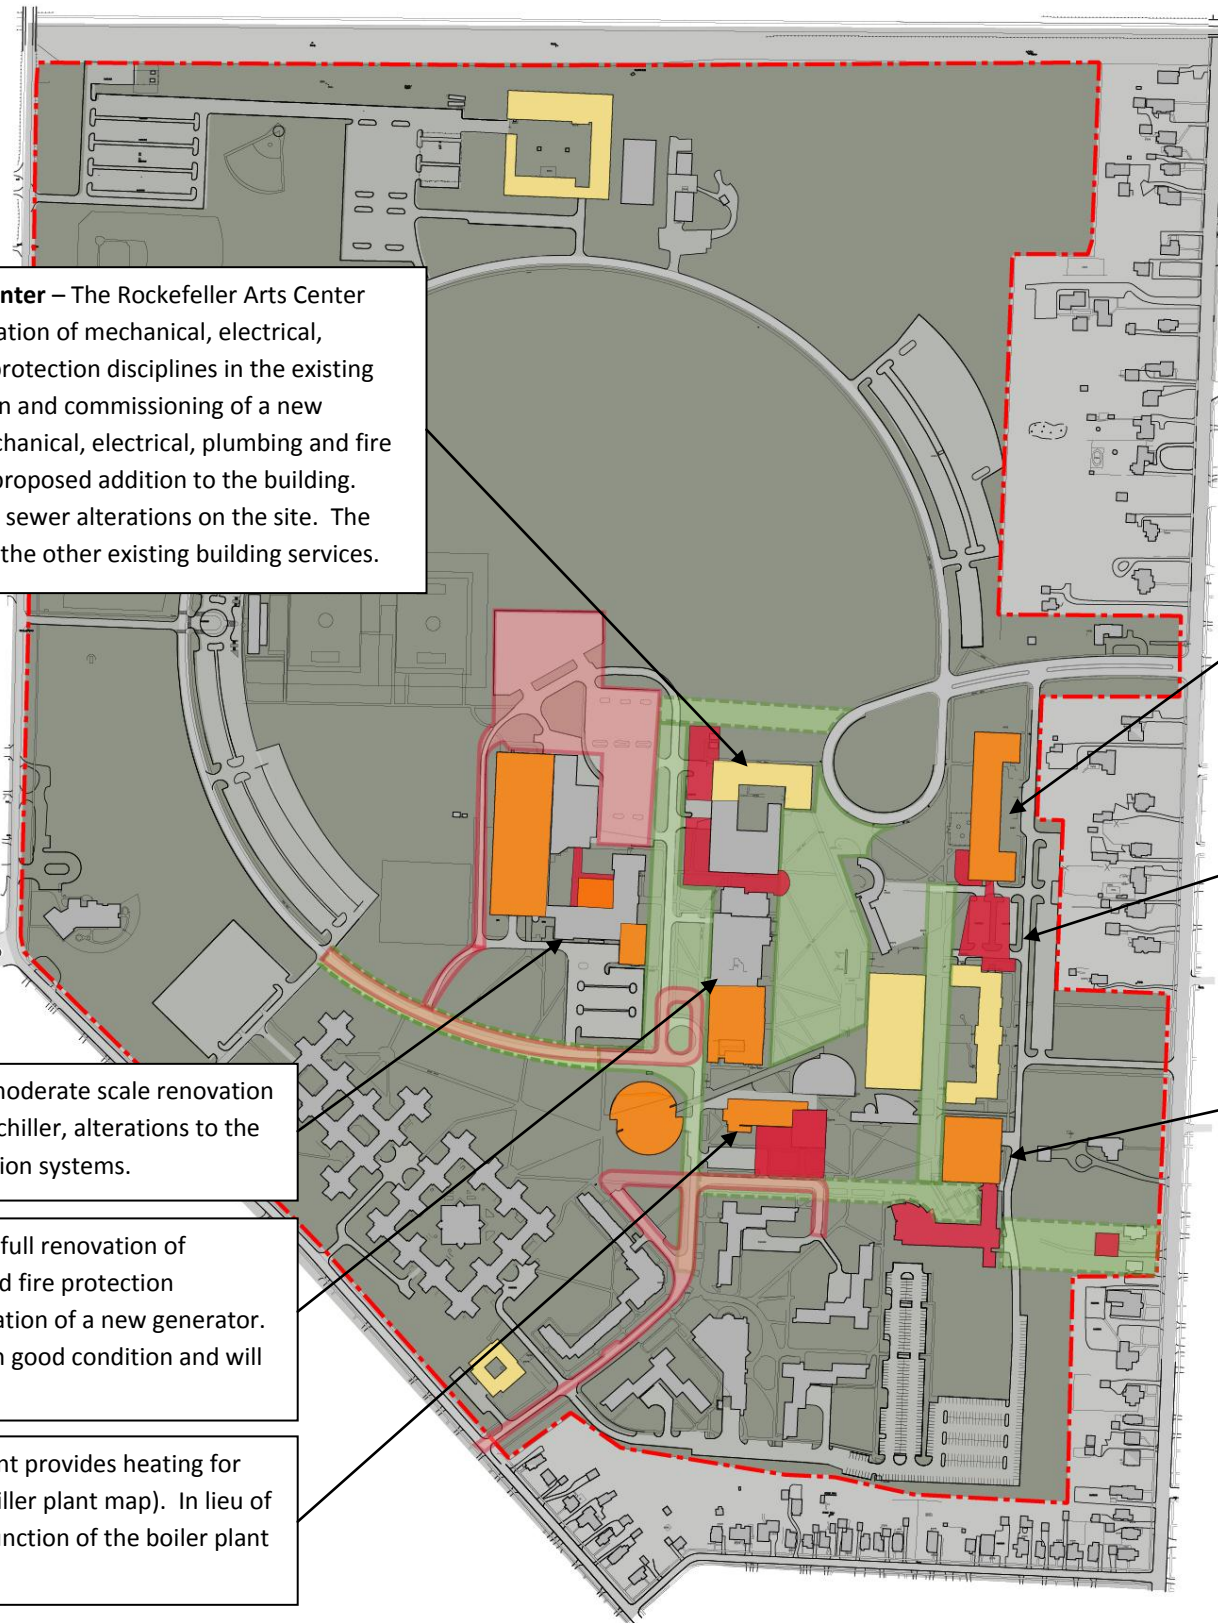 nter – The Rockefeller Arts Center
ation of mechanical, electrical,
protection disciplines in the existing
n and commissioning of a new
chanical, electrical, plumbing and fire
proposed addition to the building.
sewer alterations on the site. The
the other existing building services.
moderate scale renovation
chiller, alterations to the
ion systems.
full renovation of
d fire protection
ation of a new generator.
n good condition and will
nt provides heating for
iller plant map). In lieu of
unction of the boiler plant